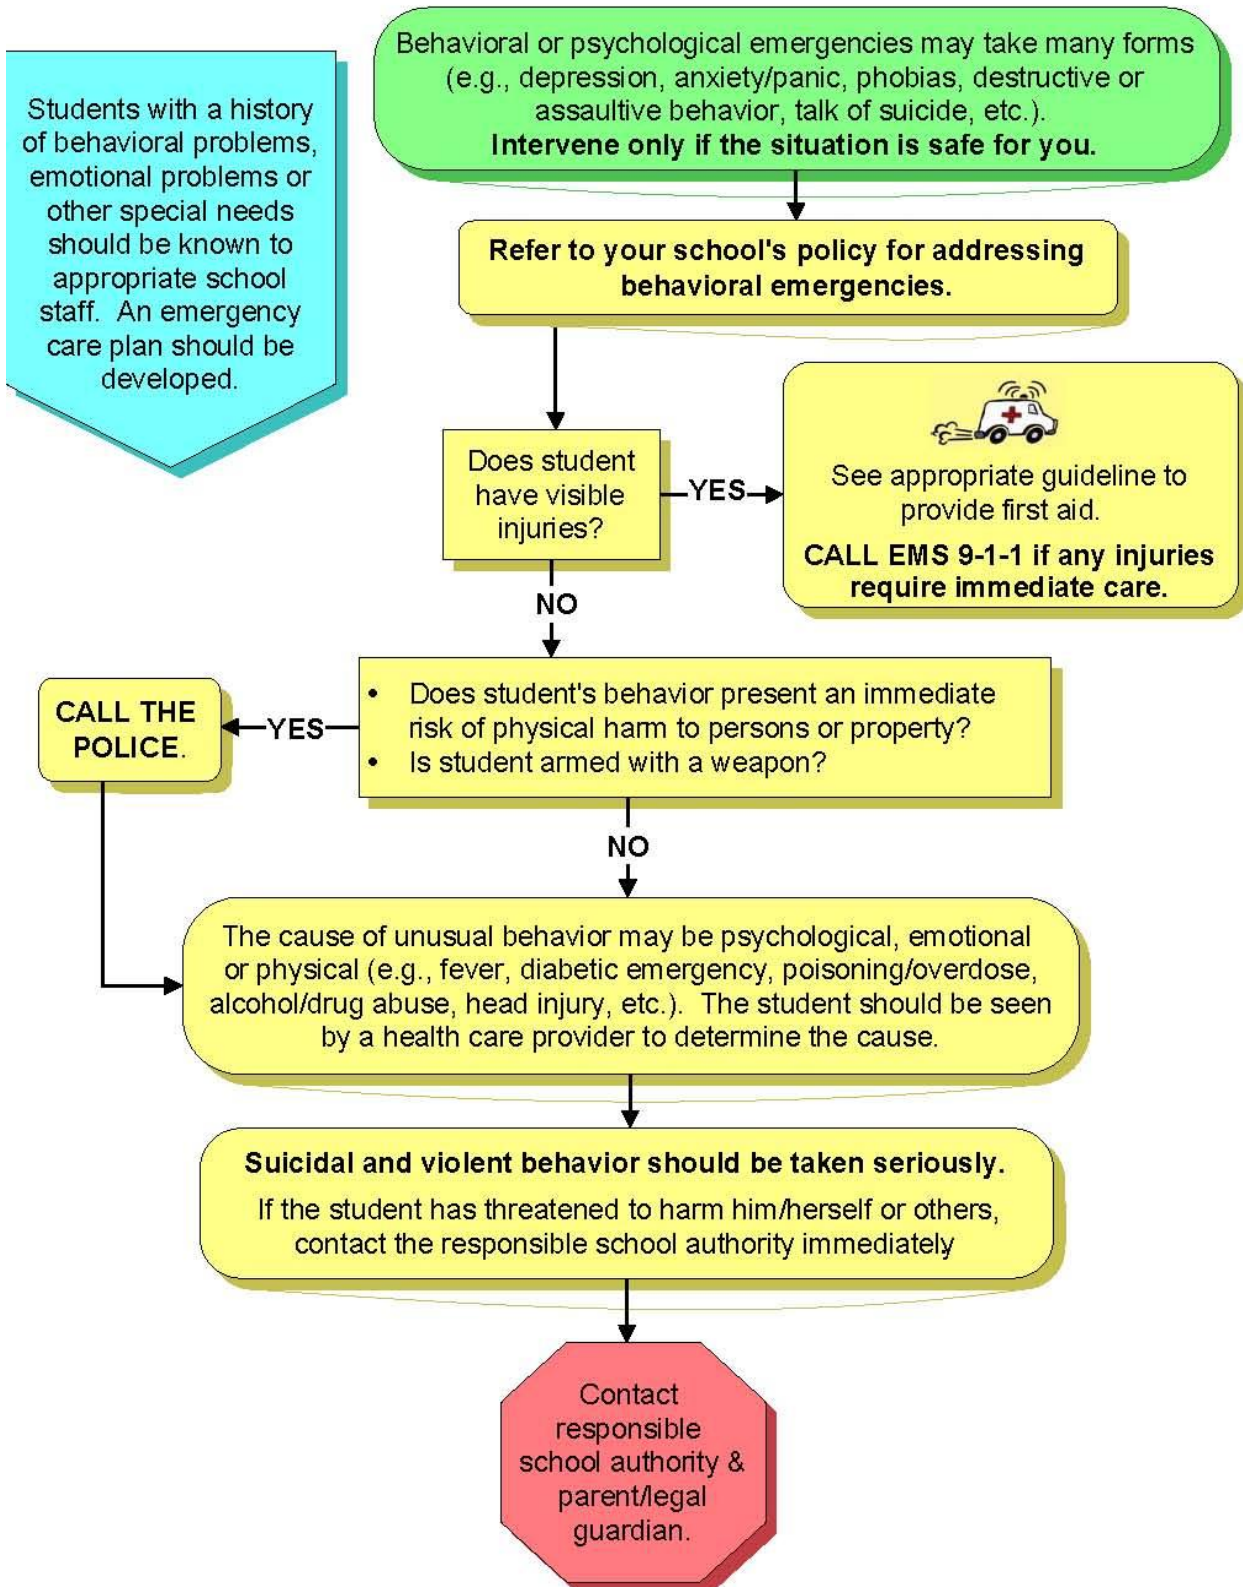 Students with a history
of behavioral problems,
emotional problems or
other special needs
should be known to
appropriate school
staff. An emergency
care plan should be
developed.
Behavioral or psychological emergencies may take many forms
(e.g., depression, anxiety/panic, phobias, destructive or
assaultive behavior, talk of suicide, etc.).
Intervene only if the situation is safe for you.
Refer to your school's policy for addressing
behavioral emergencies.
Does student
have visible
injuries?
YES
See appropriate guideline to
provide first aid.
CALL EMS 9-1-1 if any injuries
require immediate care.
NO
• Does student's behavior present an immediate
risk of physical harm to persons or property?
• Is student armed with a weapon?
YES
CALL THE
POLICE.
NO
The cause of unusual behavior may be psychological, emotional
or physical (e.g., fever, diabetic emergency, poisoning/overdose,
alcohol/drug abuse, head injury, etc.). The student should be seen
by a health care provider to determine the cause.
Suicidal and violent behavior should be taken seriously.
If the student has threatened to harm him/herself or others,
contact the responsible school authority immediately
Contact
responsible
school authority &
parent/legal
guardian.